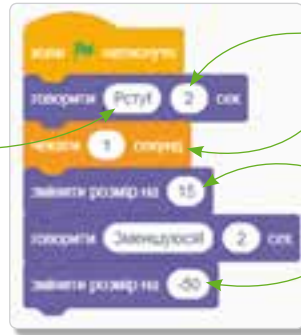 коли натиснуто
говорити Росту! 2 сек
чекати 1 секунд
змінити розмір на 15
говорити Зменшуюся! 2 сек
змінити розмір на -50